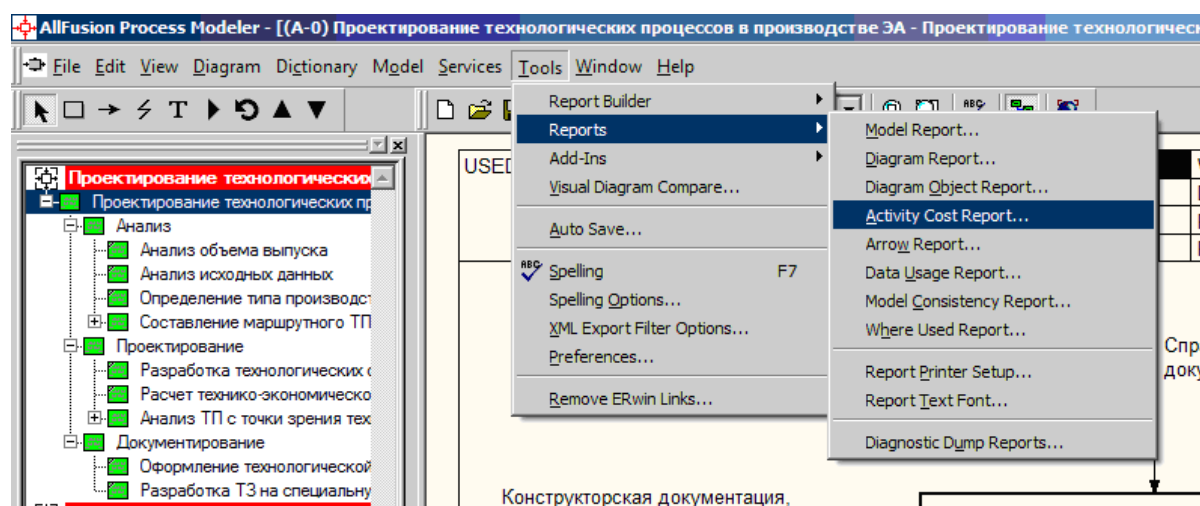 AllFusion Process Modeler - [(A-0) Проектирование технологических процессов в производстве ЭА - Проектирование
File Edit View Diagram Dictionary Model Services Tools Window Help
Report Builder
Reports
Add-Ins
Visual Diagram Compare...
Auto Save...
Spelling F7
Spelling Options...
XML Export Filter Options...
Preferences...
Remove ERwin Links...
Model Report...
Diagram Report...
Diagram Object Report...
Activity Cost Report...
Arrow Report...
Data Usage Report...
Model Consistency Report...
Where Used Report...
Report Printer Setup...
Report Text Font...
Diagnostic Dump Reports...
Проектирование технологических
Проектирование технологических пр
Анализ
Анализ объема выпуска
Анализ исходных данных
Определение типа производст
Составление маршрутного ТП
Проектирование
Разработка технологических о
Расчет технико-экономическо
Анализ ТП с точки зрения тех
Документирование
Оформление технологической
Разработка ТЗ на специальну
USED
Спра
доку
Конструкторская документация,